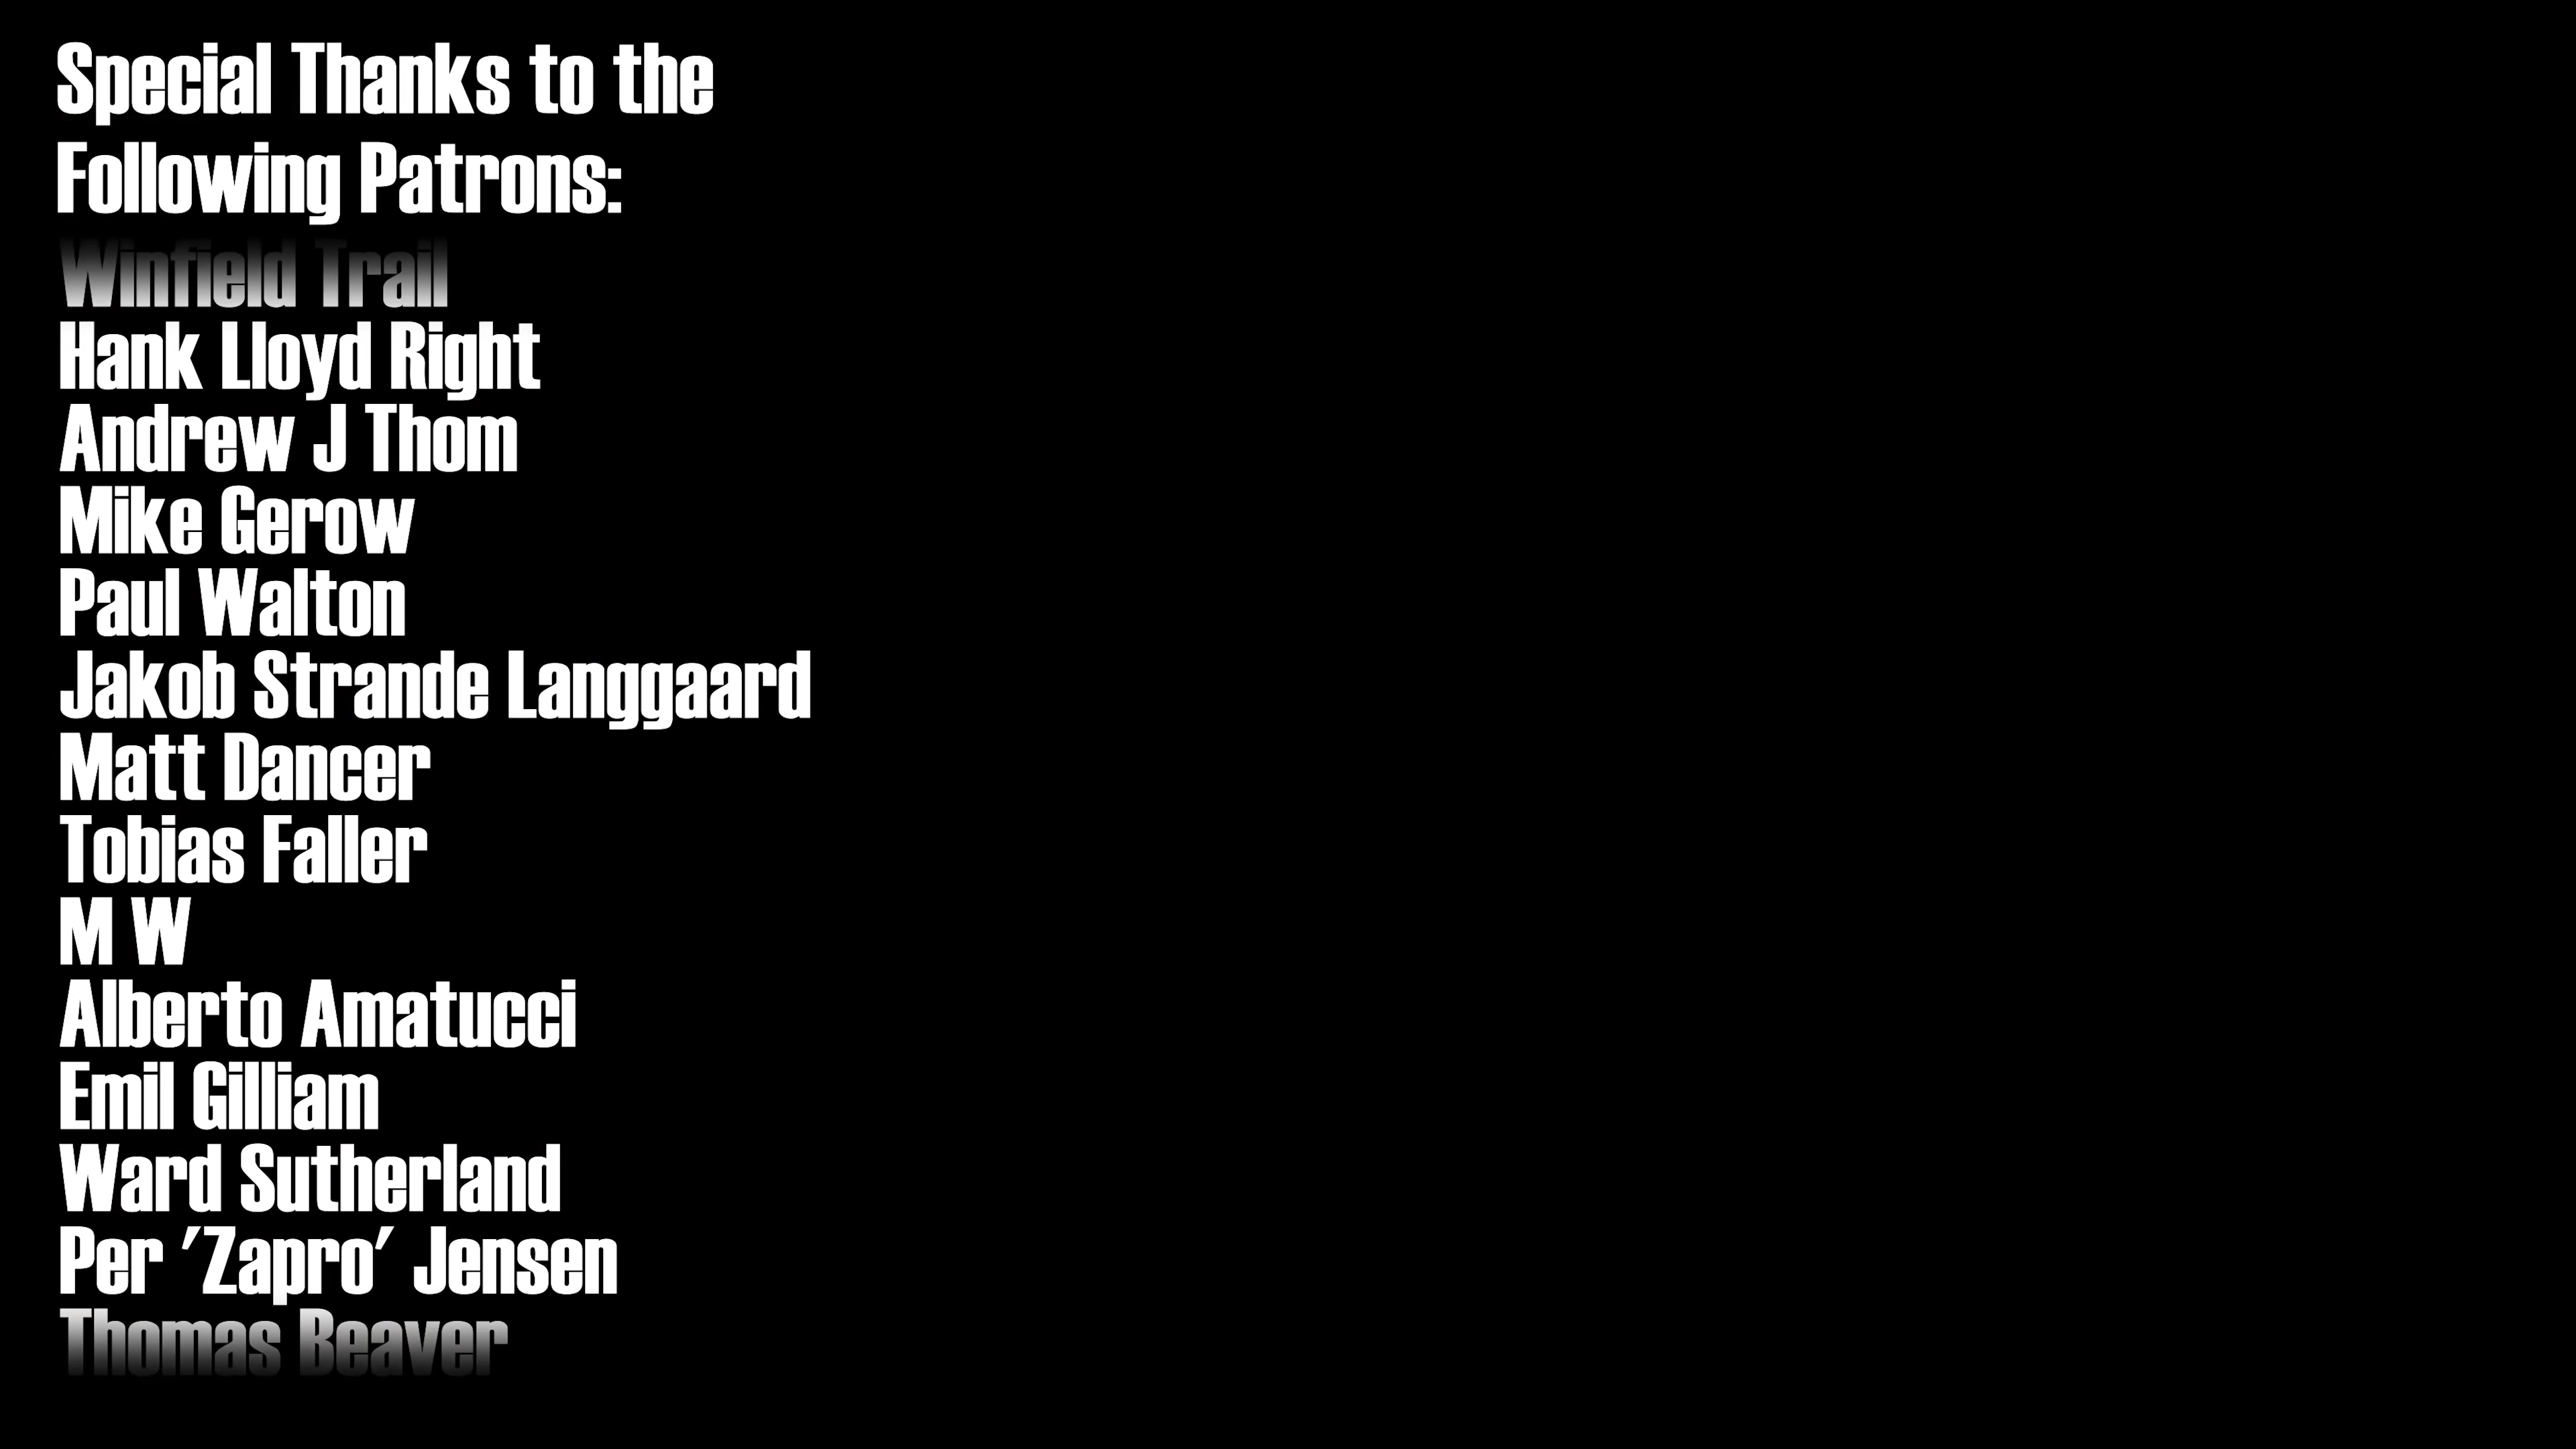 Special Thanks to the
Following Patrons:
Winfield Trail
Hank Lloyd Right
Andrew J Thom
Mike Gerow
Paul Walton
Jakob Strande Langgaard
Matt Dancer
Tobias Faller
M W
Alberto Amatucci
Emil Gilliam
Ward Sutherland
Per 'Zapro' Jensen
Thomas Beaver